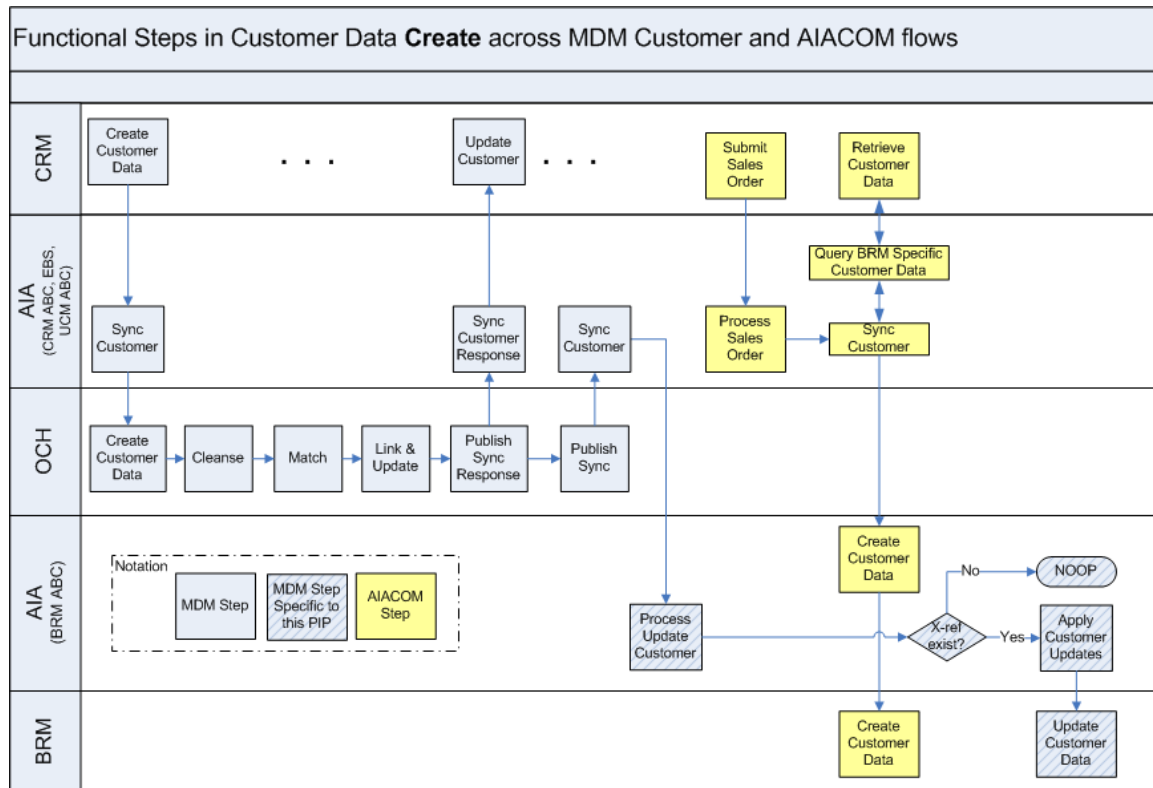 Functional Steps in Customer Data Create across MDM Customer and AIACOM flows
CRM
Create
Customer
Data
. . .
Update
Customer
. . .
Submit
Sales
Order
Retrieve
Customer
Data
AIA
(CRM ABC, EBS,
UCM ABC)
Sync
Customer
Sync
Customer
Response
Sync
Customer
Process
Sales
Order
Query BRM Specific
Customer Data
Sync
Customer
OCH
Create
Customer
Data
Cleanse
Match
Link &
Update
Publish
Sync
Response
Publish
Sync
AIA
(BRM ABC)
Notation
MDM Step
MDM Step
Specific to
this PIP
AIACOM
Step
Process
Update
Customer
Create
Customer
Data
X-ref
exist?
No
NOOP
Yes
Apply
Customer
Updates
BRM
Create
Customer
Data
Update
Customer
Data